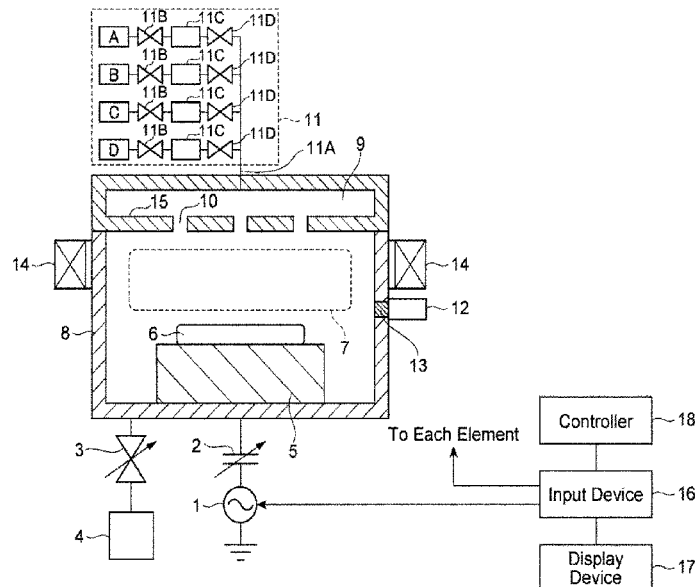 11B 11C 11D
A
11B 11C 11D
B
11B 11C 11D
C
11B 11C 11D
D
11
11A
9
15 10
14 14
12
8 6 7 13
18
Controller
3 2 5
To Each Element
1
Input Device
16
4
Display
Device
17